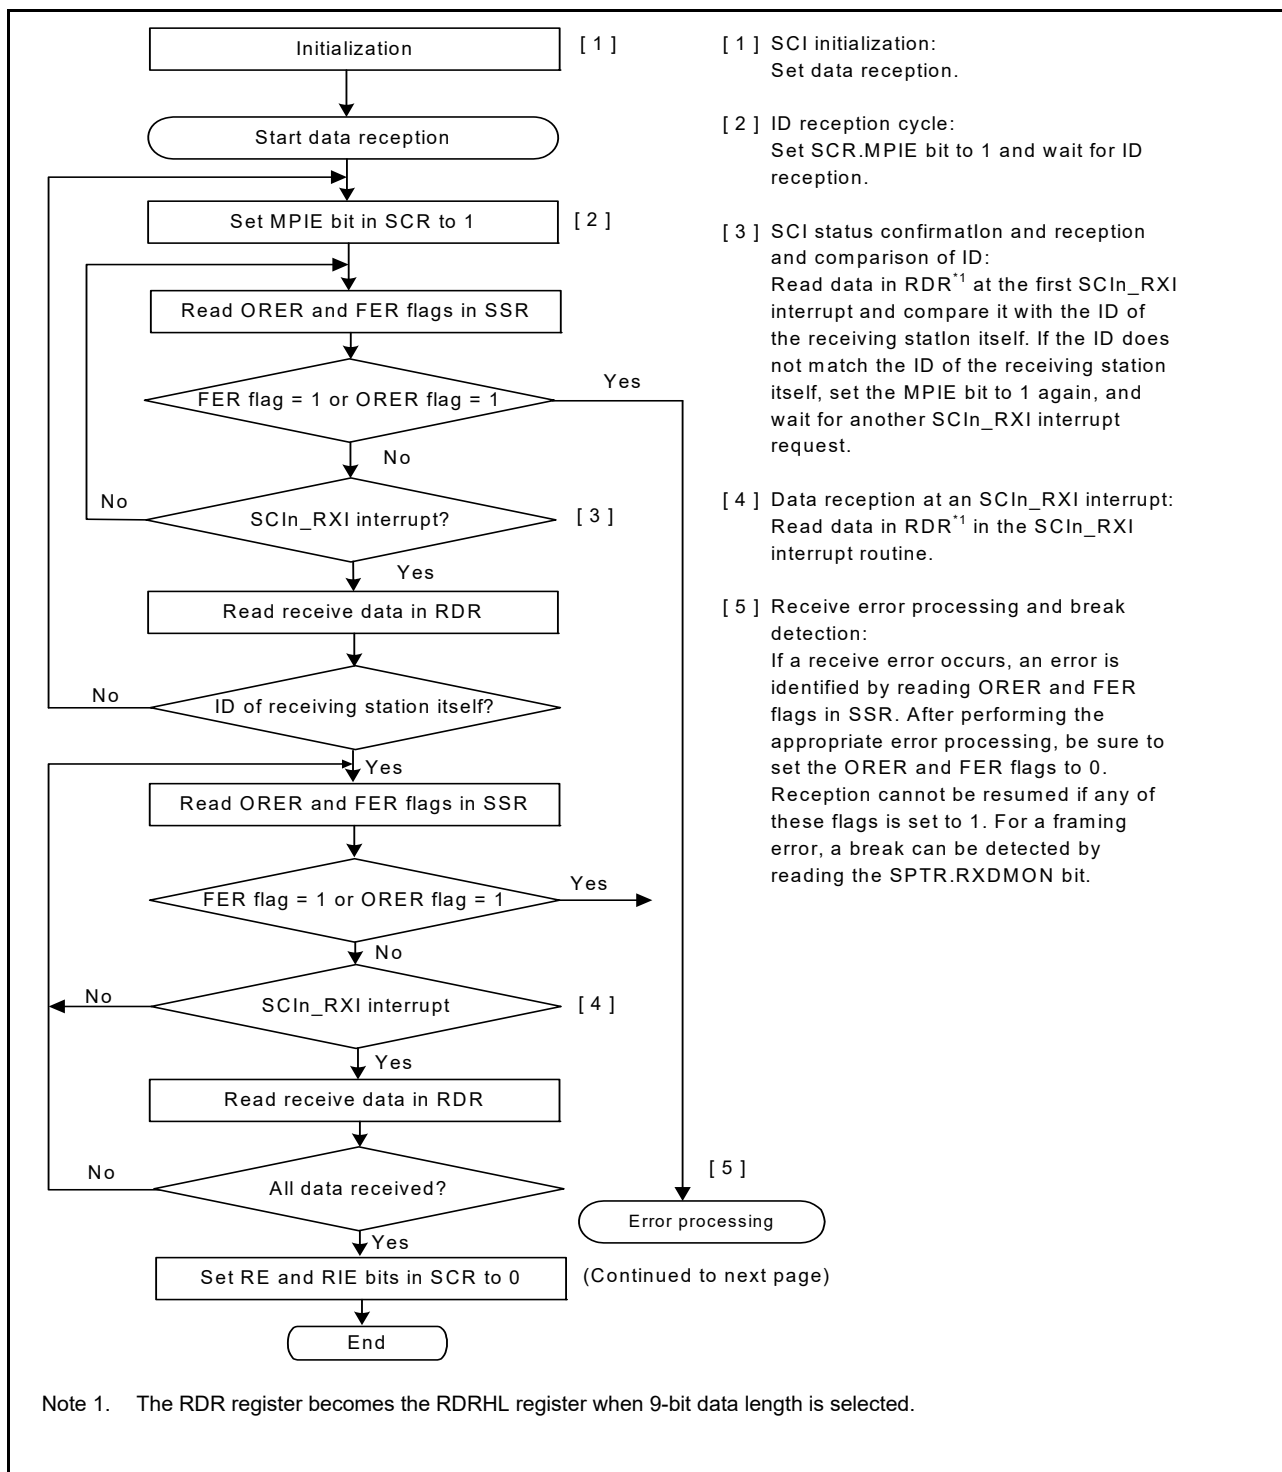 Initialization
[ 1 ]
Start data reception
Set MPIE bit in SCR to 1
[ 2 ]
Read ORER and FER flags in SSR
FER flag = 1 or ORER flag = 1
Yes
No
SCIn_RXI interrupt?
[ 3 ]
No
Yes
Read receive data in RDR
ID of receiving station itself?
No
Yes
Read ORER and FER flags in SSR
FER flag = 1 or ORER flag = 1
Yes
No
SCIn_RXI interrupt
[ 4 ]
No
Yes
Read receive data in RDR
All data received?
No
Yes
Set RE and RIE bits in SCR to 0
End
[ 5 ]
Error processing
(Continued to next page)
[ 1 ] SCI initialization:
Set data reception.
[ 2 ] ID reception cycle:
Set SCR.MPIE bit to 1 and wait for ID
reception.
[ 3 ] SCI status confirmatIon and reception
and comparison of ID:
Read data in RDR*1 at the first SCIn_RXI
interrupt and compare it with the ID of
the receiving statIon itself. If the ID does
not match the ID of the receiving station
itself, set the MPIE bit to 1 again, and
wait for another SCIn_RXI interrupt
request.
[ 4 ] Data reception at an SCIn_RXI interrupt:
Read data in RDR*1 in the SCIn_RXI
interrupt routine.
[ 5 ] Receive error processing and break
detection:
If a receive error occurs, an error is
identified by reading ORER and FER
flags in SSR. After performing the
appropriate error processing, be sure to
set the ORER and FER flags to 0.
Reception cannot be resumed if any of
these flags is set to 1. For a framing
error, a break can be detected by
reading the SPTR.RXDMON bit.
Note 1. The RDR register becomes the RDRHL register when 9-bit data length is selected.